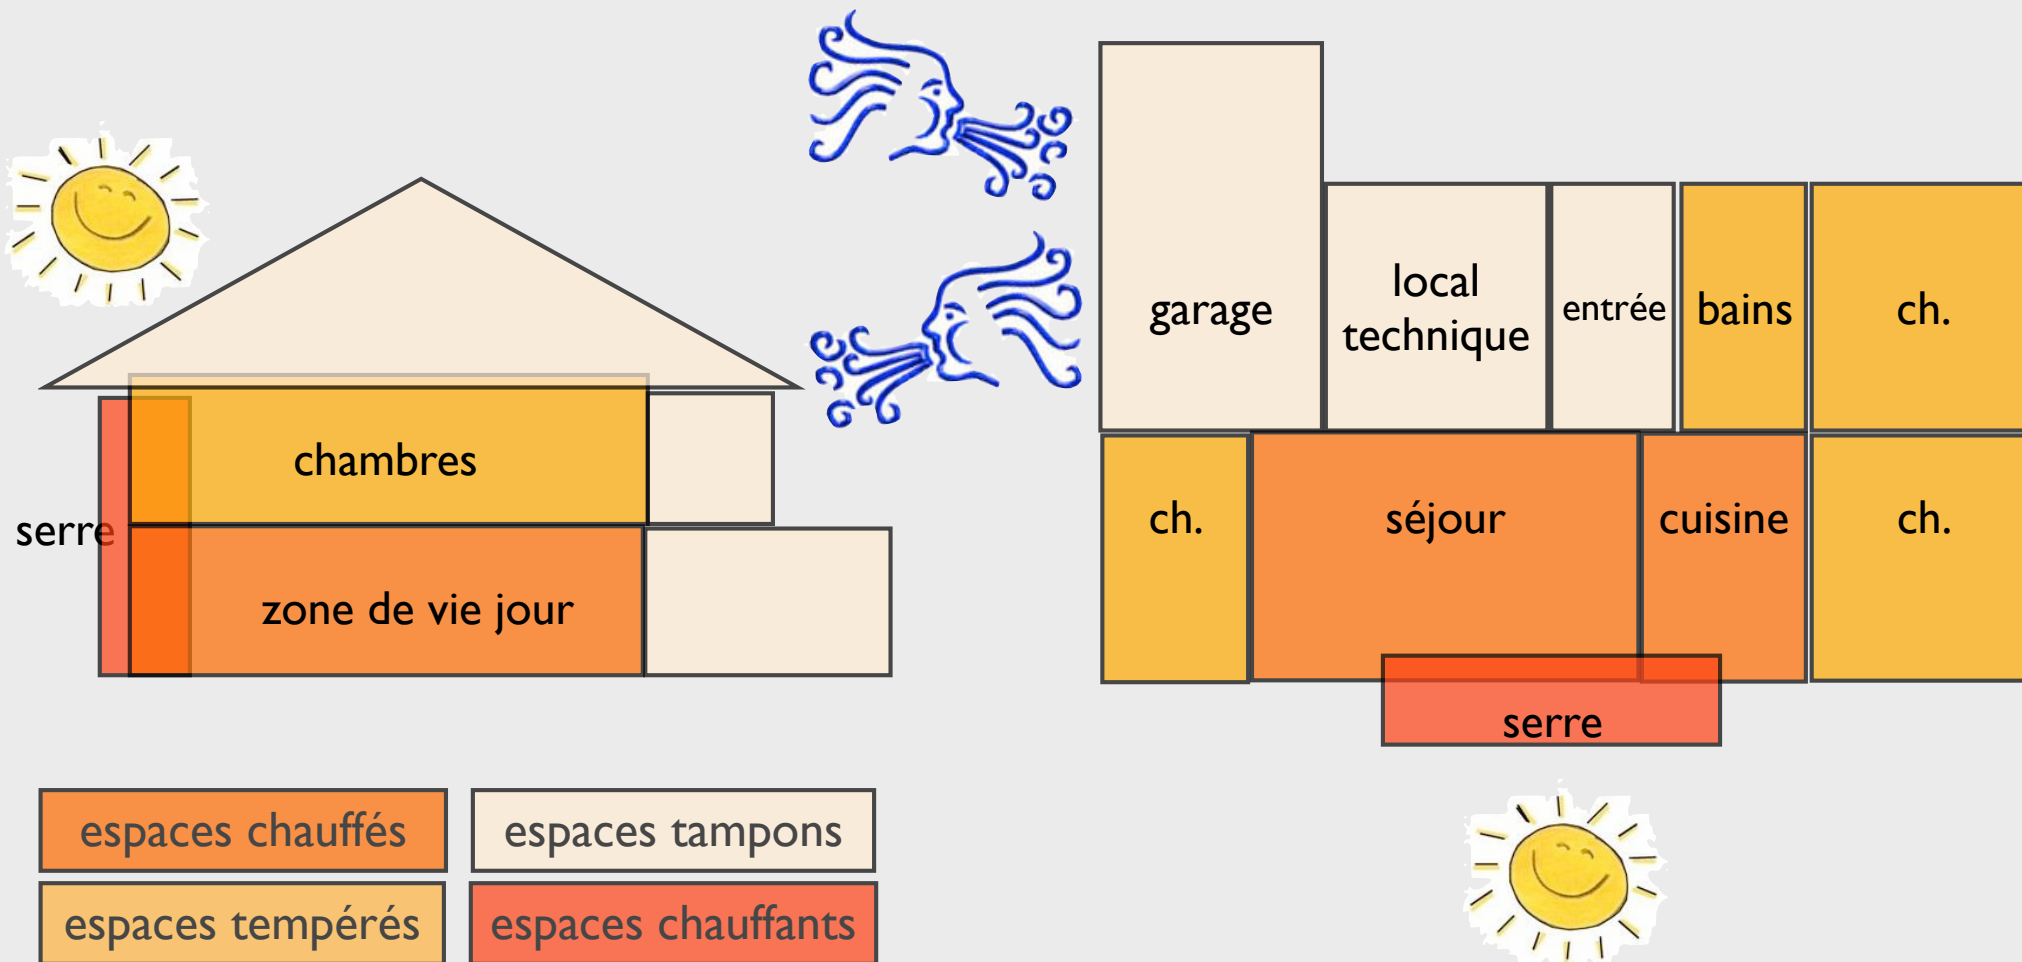 serre
chambres
zone de vie jour
garage
local
technique
entrée
bains
ch.
ch.
séjour
cuisine
ch.
serre
espaces chauffés
espaces tampons
espaces tempérés
espaces chauffants